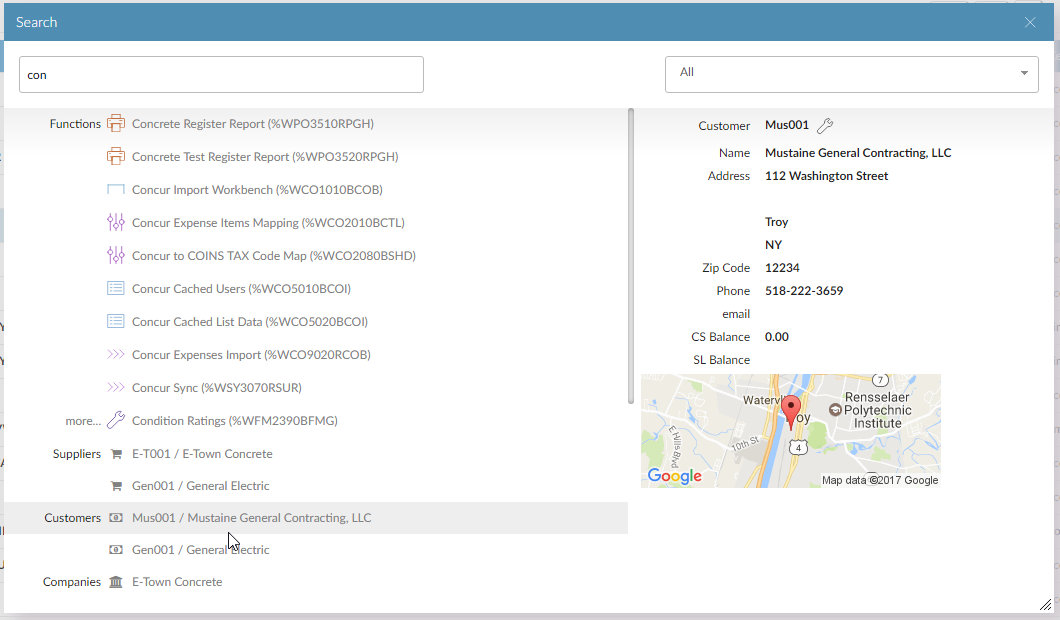 Search
con
All
Functions Concrete Register Report (%WPO3510RPGH)
Concrete Test Register Report (%WPO3520RPGH)
Concur Import Workbench (%WCO1010BCOB)
Concur Expense Items Mapping (%WCO2010BCTL)
Concur to COINS TAX Code Map (%WCO2080BSHD)
Concur Cached Users (%WCO5010BCOI)
Concur Cached List Data (%WCO5020BCOI)
Concur Expenses Import (%WCO9020RCOB)
Concur Sync (%WSY3070RSUR)
more... Condition Ratings (%WFM2390BFMG)
Suppliers E-T001 / E-Town Concrete
Gen001 / General Electric
Customers Mus001 / Mustaine General Contracting, LLC
Gen001 / General Electric
Companies E-Town Concrete
Customer Mus001
Name Mustaine General Contracting, LLC
Address 112 Washington Street
Troy
NY
Zip Code 12234
Phone 518-222-3659
email
CS Balance 0.00
SL Balance
7
Rensselaer
Polytechnic
Institute
10th St
4
E Hills Blvd
Google
Map data ©2017 Google